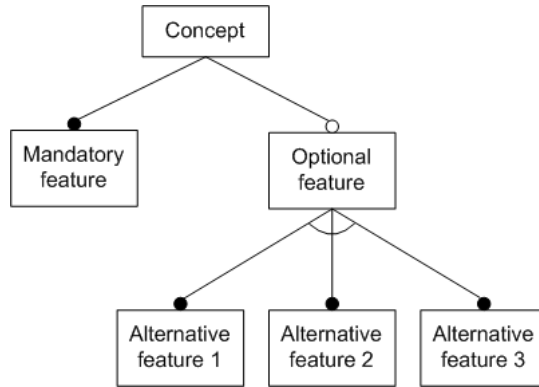 Concept
Mandatory
feature
Optional
feature
Alternative
feature 1
Alternative
feature 2
Alternative
feature 3